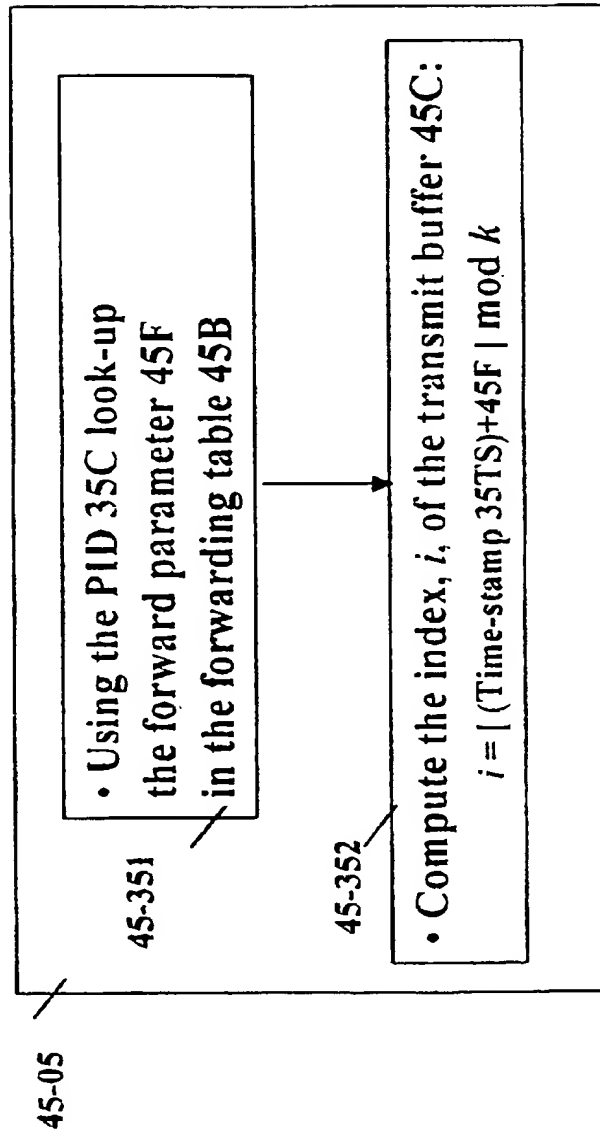 45-05
45-351
• Using the PID 35C look-up
the forward parameter 45F
in the forwarding table 45B
45-352
• Compute the index, i, of the transmit buffer 45C:
i = [ (Time-stamp 35TS)+45F ] mod k